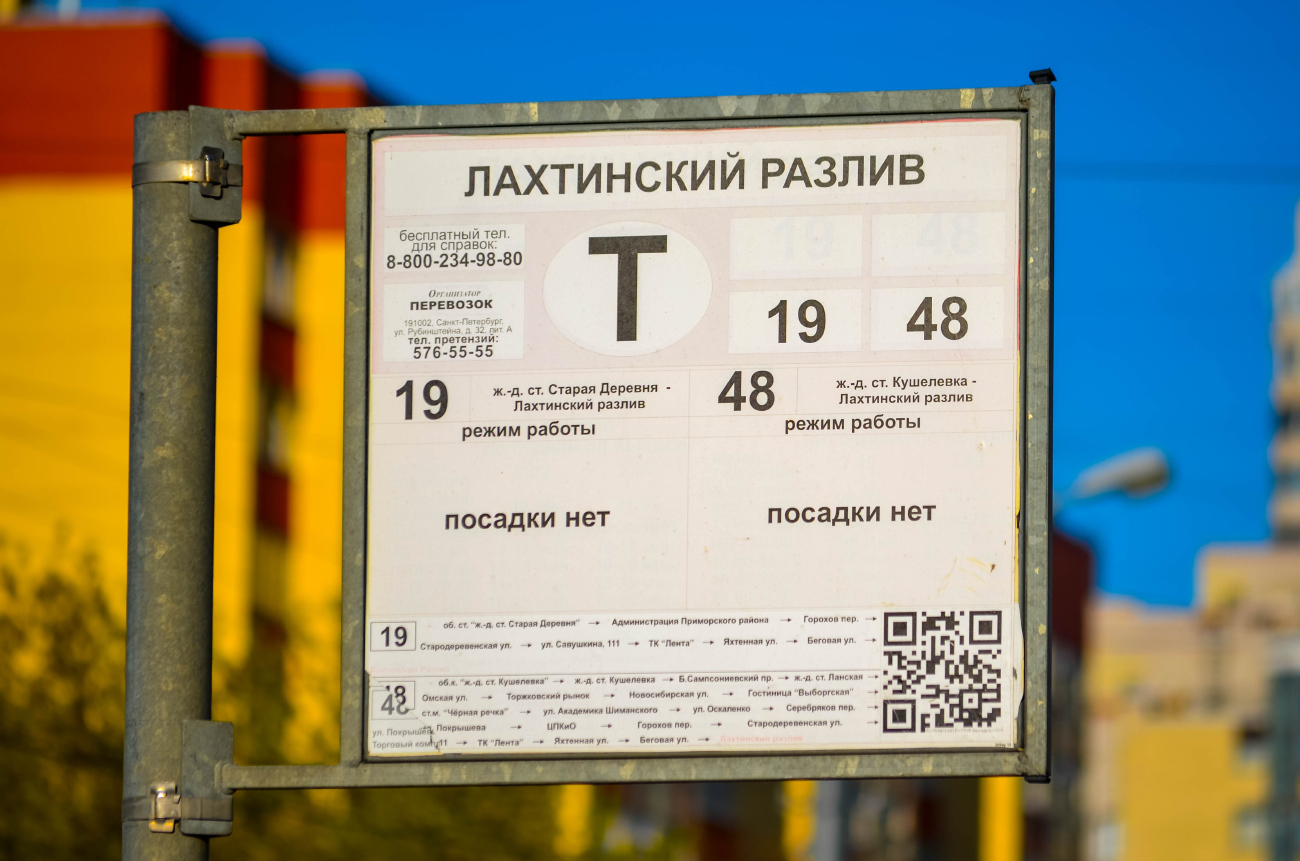 ЛАХТИНСКИЙ РАЗЛИВ
бесплатный тел.
для справок:
8-800-234-98-80
Организатор
ПЕРЕВОЗОК
191002, Санкт-Петербург,
ул. Рубинштейна, д. 32, лит. А
тел. претензий:
576-55-55
Т
19 48
19 48
19
ж.-д. ст. Старая Деревня -
Лахтинский разлив
режим работы
посадки нет
48
ж.-д. ст. Кушелевка -
Лахтинский разлив
режим работы
посадки нет
19
об. ст. "ж.-д. ст. Старая Деревня" → Администрация Приморского района → Горохов пер. →
Стародеревенская ул. → ул. Савушкина, 111 → ТК "Лента" → Яхтенная ул. → Беговая ул. →
48
об.к. "ж.-д. ст. Кушелевка" → ж.-д. ст. Кушелевка → Б.Сампсониевский пр. → ж.-д. ст. Ланская →
Омская ул. → Торжковский рынок → Новосибирская ул. → Гостиница "Выборгская" →
ст.м. "Чёрная речка" → ул. Академика Шиманского → ул. Оскаленко → Серебряков пер. →
ул. Покрышева → ЦПКиО → Горохов пер. → Стародеревенская ул. →
Торговый → ТК "Лента" → Яхтенная ул. → Беговая ул. → Лахтинский разлив